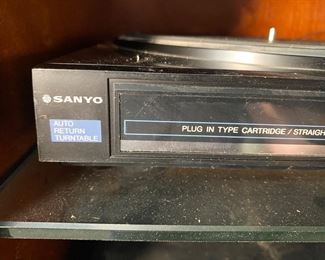 SANYO
AUTO
RETURN
TURNTABLE
PLUG IN TYPE CARTRIDGE / STRAIGH